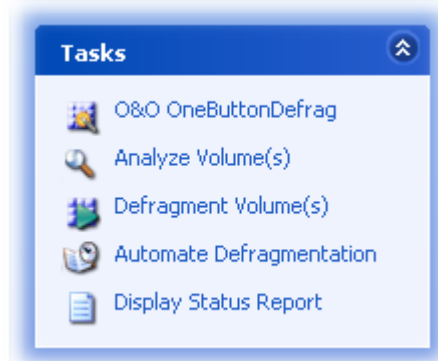 Tasks
O&O OneButtonDefrag
Analyze Volume(s)
Defragment Volume(s)
Automate Defragmentation
Display Status Report